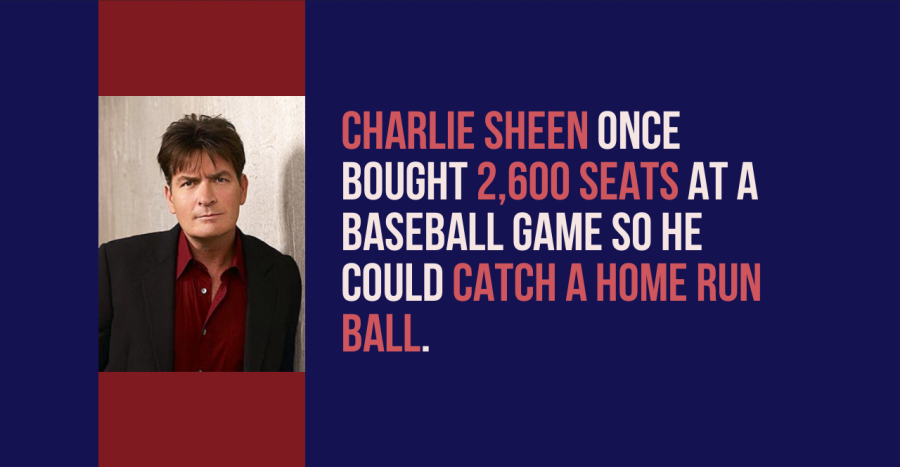 CHARLIE SHEEN ONCE
BOUGHT 2,600 SEATS AT A
BASEBALL GAME SO HE
COULD CATCH A HOME RUN
BALL.